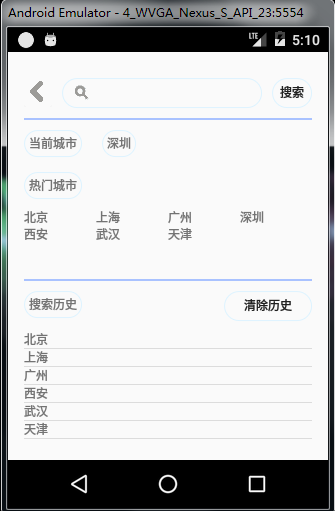 Android Emulator - 4_WVGA_Nexus_S_API_23:5554
LTE 5:10
搜索
当前城市 深圳
热门城市
北京 上海 广州 深圳
西安 武汉 天津
搜索历史 清除历史
北京
上海
广州
西安
武汉
天津